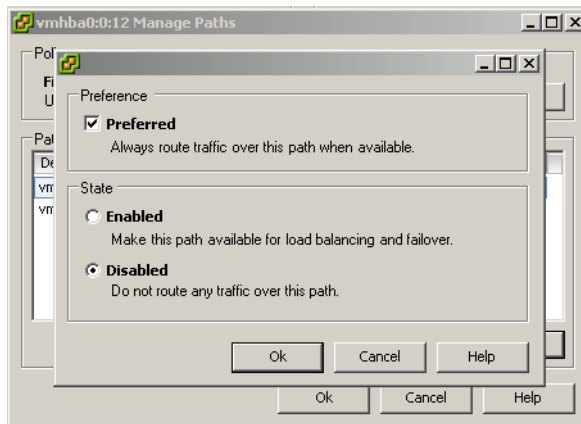 vmhba0:0:12 Manage Paths
Preference
Preferred
Always route traffic over this path when available.
State
Enabled
Make this path available for load balancing and failover.
Disabled
Do not route any traffic over this path.
Ok Cancel Help
Ok Cancel Help